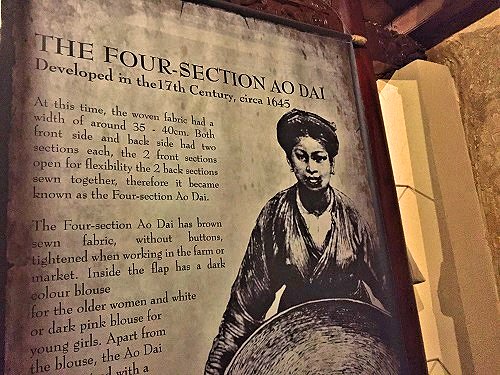 THE FOUR-SECTION AO DAI
Developed in the17th Century, circa 1645
At this time, the woven fabric had a
width of around 35 - 40cm. Both
front side and back side had two
sections each, the 2 front sections
open for flexibility the 2 back sections
sewn together, therefore it became
known as the Four-section Ao Dai.
The Four-section Ao Dai has brown
sewn fabric, without buttons,
tightened when working in the farm or
market. Inside the flap has a dark
colour blouse
for the older women and white
or dark pink blouse for
young girls. Apart from
the blouse, the Ao Dai
with a